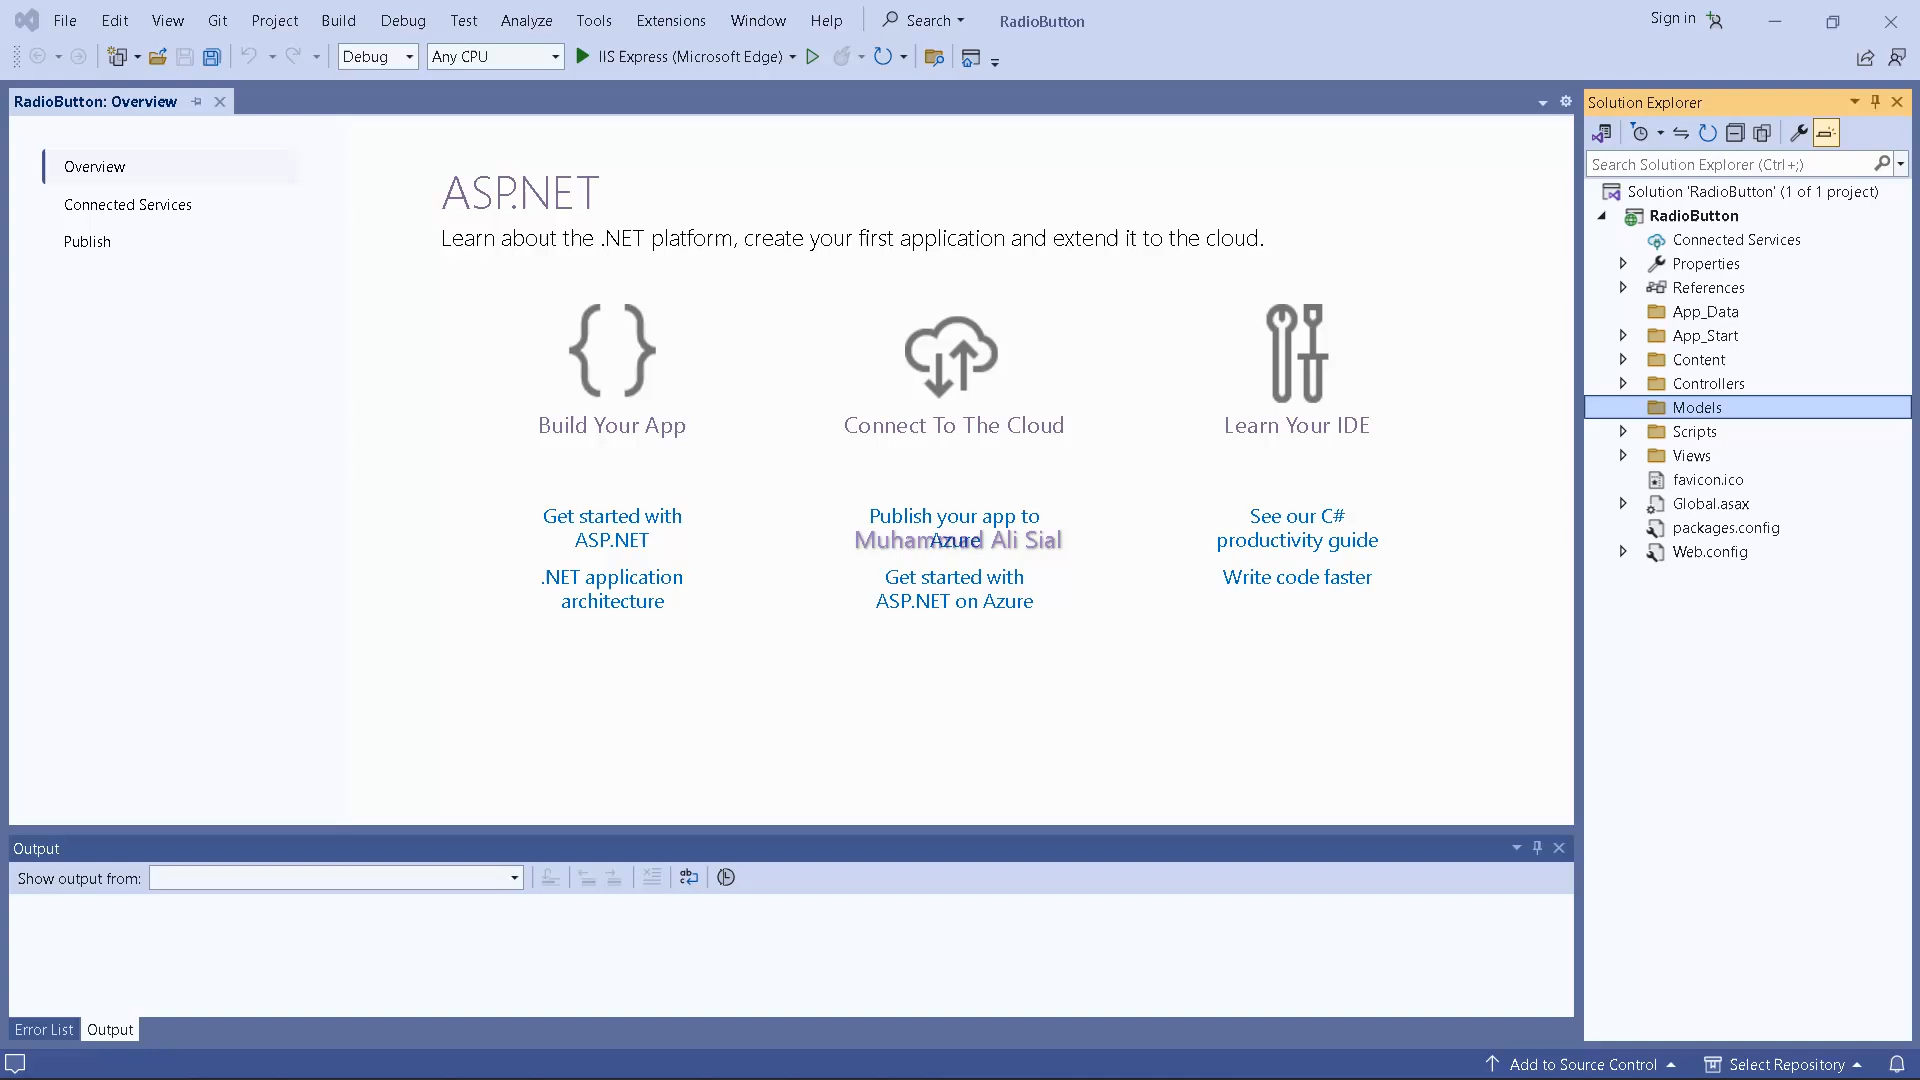 File Edit View Git Project Build Debug Test Analyze Tools Extensions Window Help Search RadioButton Sign in
Debug Any CPU IIS Express (Microsoft Edge)
RadioButton: Overview
Overview
Connected Services
Publish
ASP.NET
Learn about the .NET platform, create your first application and extend it to the cloud.
Build Your App
Connect To The Cloud
Learn Your IDE
Get started with
ASP.NET
.NET application
architecture
Publish your app to
Azure
Muhammad Ali Sial
Get started with
ASP.NET on Azure
See our C#
productivity guide
Write code faster
Solution Explorer
Search Solution Explorer (Ctrl+;)
Solution 'RadioButton' (1 of 1 project)
RadioButton
Connected Services
Properties
References
App_Data
App_Start
Content
Controllers
Models
Scripts
Views
favicon.ico
Global.asax
packages.config
Web.config
Output
Show output from:
Error List Output
Add to Source Control Select Repository